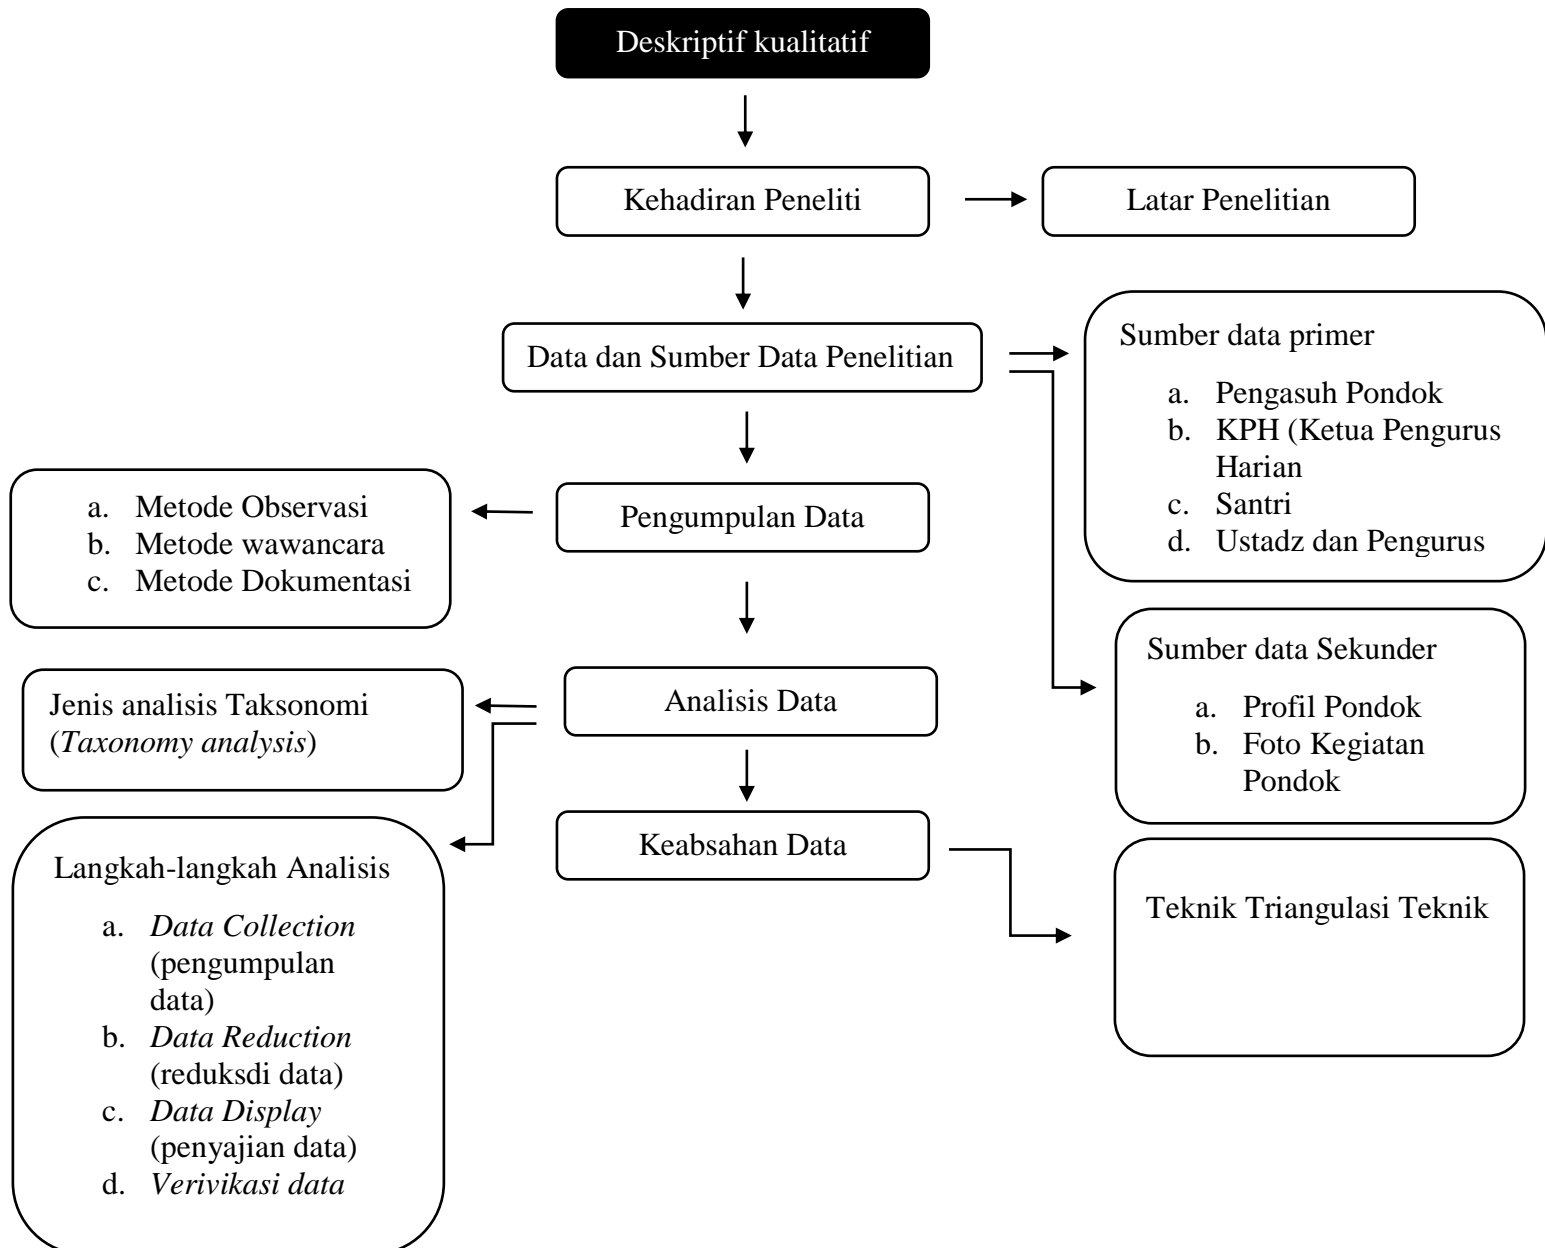 Deskriptif kualitatif
Kehadiran Peneliti
Latar Penelitian
Data dan Sumber Data Penelitian
Sumber data primer
a. Pengasuh Pondok
b. KPH (Ketua Pengurus
Harian
c. Santri
d. Ustadz dan Pengurus
Sumber data Sekunder
a. Profil Pondok
b. Foto Kegiatan
Pondok
Pengumpulan Data
a. Metode Observasi
b. Metode wawancara
c. Metode Dokumentasi
Analisis Data
Jenis analisis Taksonomi
(Taxonomy analysis)
Langkah-langkah Analisis
a. Data Collection
(pengumpulan
data)
b. Data Reduction
(reduksdi data)
c. Data Display
(penyajian data)
d. Verivikasi data
Keabsahan Data
Teknik Triangulasi Teknik